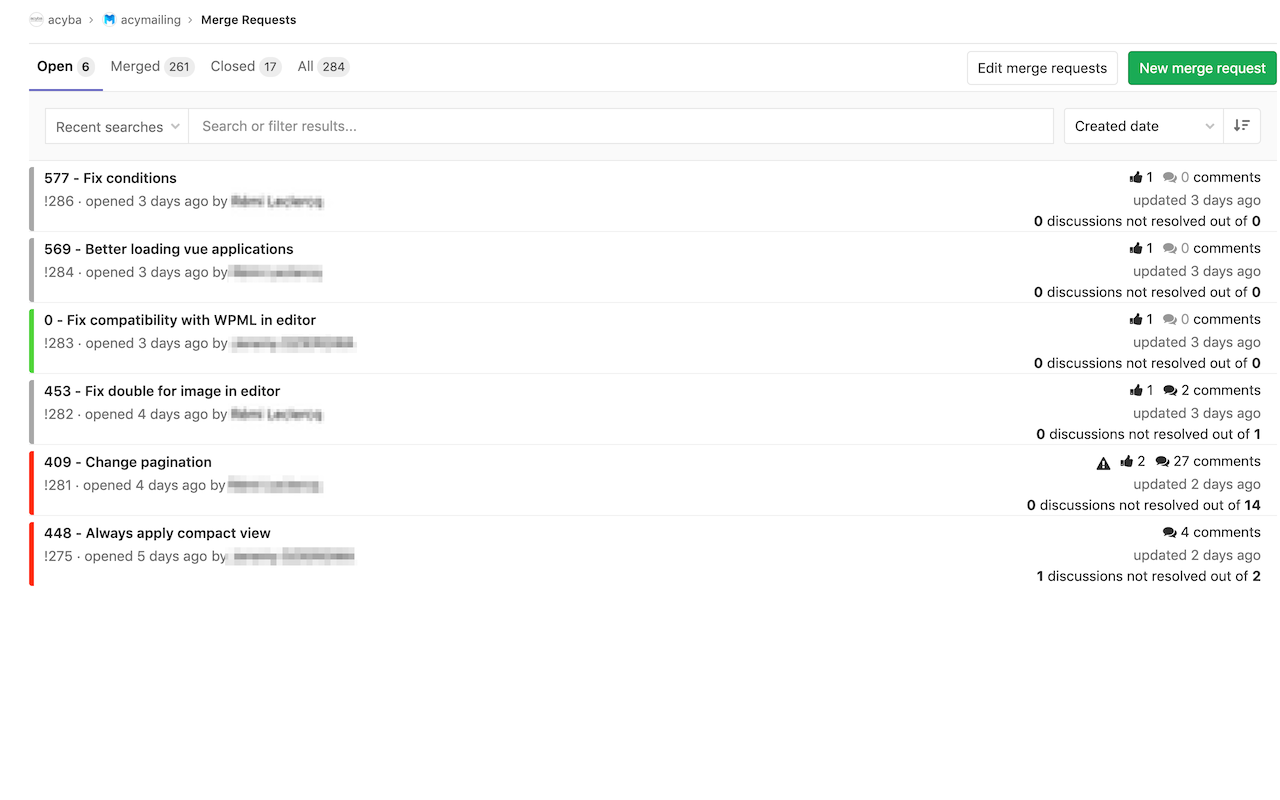 acyba › acymailing › Merge Requests
Open 6 Merged 261 Closed 17 All 284
Edit merge requests New merge request
Recent searches Search or filter results... Created date
577 - Fix conditions 1 0 comments
!286 · opened 3 days ago by updated 3 days ago
0 discussions not resolved out of 0
569 - Better loading vue applications 1 0 comments
!284 · opened 3 days ago by updated 3 days ago
0 discussions not resolved out of 0
0 - Fix compatibility with WPML in editor 1 0 comments
!283 · opened 3 days ago by updated 3 days ago
0 discussions not resolved out of 0
453 - Fix double for image in editor 1 2 comments
!282 · opened 4 days ago by updated 3 days ago
0 discussions not resolved out of 1
409 - Change pagination 2 27 comments
!281 · opened 4 days ago by updated 2 days ago
0 discussions not resolved out of 14
448 - Always apply compact view 4 comments
!275 · opened 5 days ago by updated 2 days ago
1 discussions not resolved out of 2